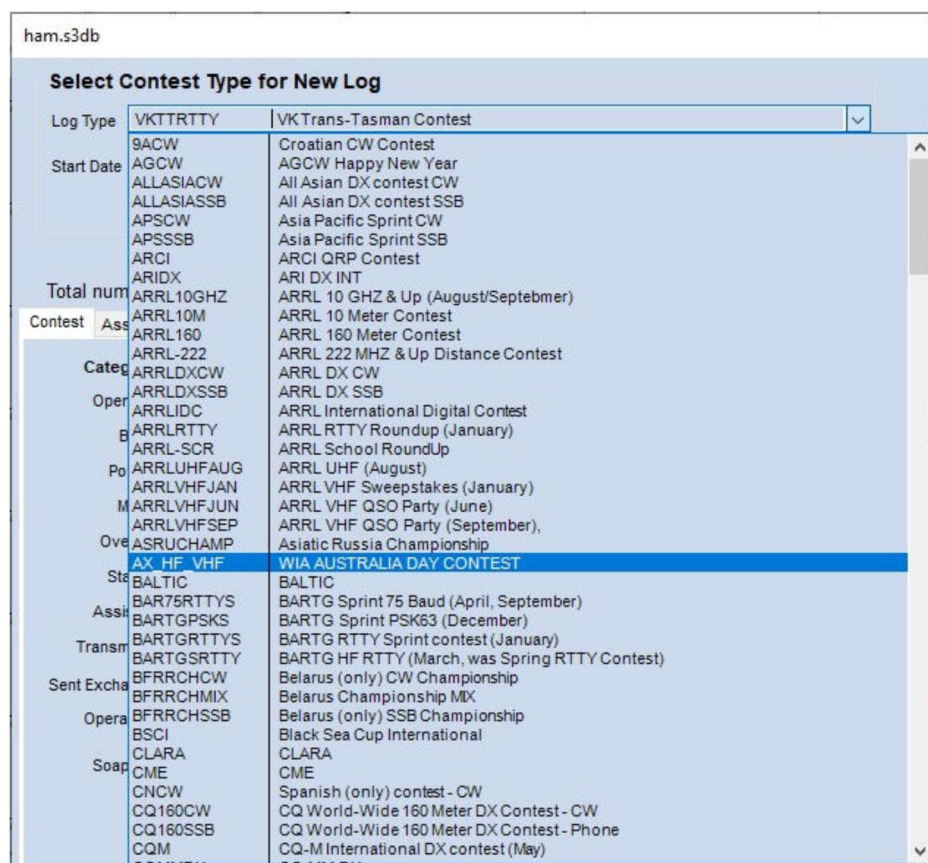 ham.s3db
Select Contest Type for New Log
Log Type VKTTRTTY VK Trans-Tasman Contest
9ACW Croatian CW Contest
Start Date AGCW AGCW Happy New Year
ALLASIACW All Asian DX contest CW
ALLASIASSB All Asian DX contest SSB
APSCW Asia Pacific Sprint CW
APSSSB Asia Pacific Sprint SSB
ARCI ARCI QRP Contest
ARIDX ARI DX INT
Total num ARRL10GHZ ARRL 10 GHZ & Up (August/Septebmer)
Contest Ass ARRL10M ARRL 10 Meter Contest
ARRL160 ARRL 160 Meter Contest
ARRL-222 ARRL 222 MHZ & Up Distance Contest
Categ ARRLDXCW ARRL DX CW
Oper ARRLDXSSB ARRL DX SSB
ARRLIDC ARRL International Digital Contest
B ARRLRTTY ARRL RTTY Roundup (January)
ARRL-SCR ARRL School RoundUp
Po ARRLUHFAUG ARRL UHF (August)
ARRLVHFJAN ARRL VHF Sweepstakes (January)
M ARRLVHFJUN ARRL VHF QSO Party (June)
ARRLVHFSEP ARRL VHF QSO Party (September),
Ove ASRUCHAMP Asiatic Russia Championship
AX_HF_VHF WIA AUSTRALIA DAY CONTEST
Sta BALTIC BALTIC
BAR75RTTYS BARTG Sprint 75 Baud (April, September)
Assi BARTGPSKS BARTG Sprint PSK63 (December)
Transm BARTGRTTYS BARTG RTTY Sprint contest (January)
BARTGSRTTY BARTG HF RTTY (March, was Spring RTTY Contest)
Sent Excha BFRRCHCW Belarus (only) CW Championship
BFRRCHMIX Belarus Championship MIX
Opera BFRRCHSSB Belarus (only) SSB Championship
BSCI Black Sea Cup International
CLARA CLARA
Soap CME CME
CNCW Spanish (only) contest - CW
CQ160CW CQ World-Wide 160 Meter DX Contest - CW
CQ160SSB CQ World-Wide 160 Meter DX Contest - Phone
CQM CQ-M International DX contest (May)